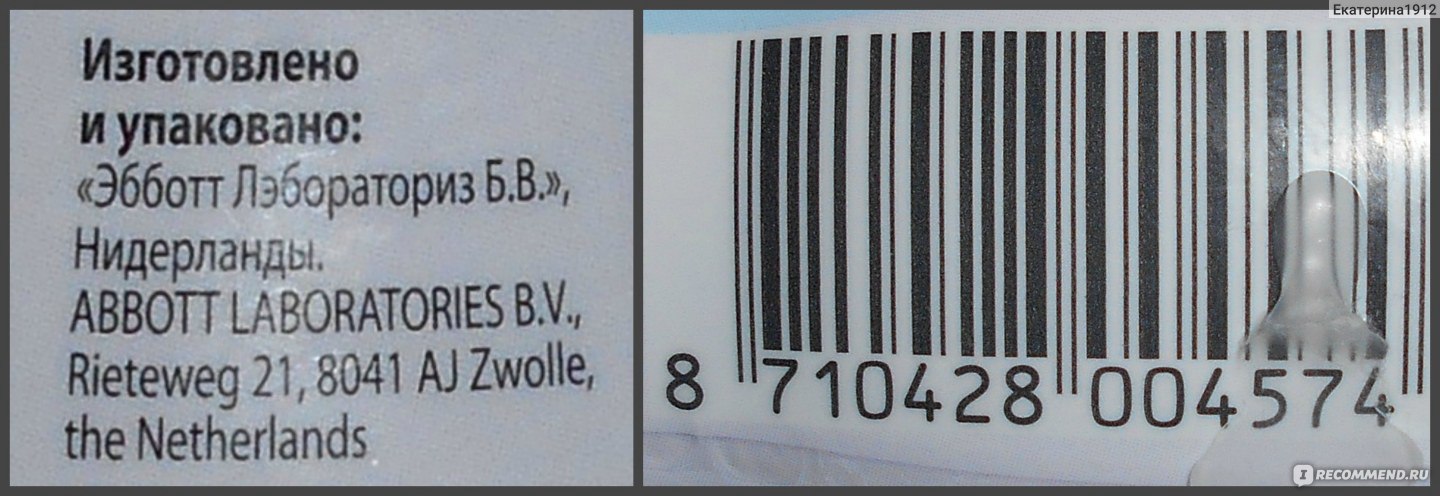 Изготовлено
и упаковано:
«Эбботт Лэбораториз Б.В.»,
Нидерланды.
ABBOTT LABORATORIES B.V.,
Rieteweg 21, 8041 AJ Zwolle,
the Netherlands
Екатерина1912
8 710428 004574
IRECOMMEND.RU